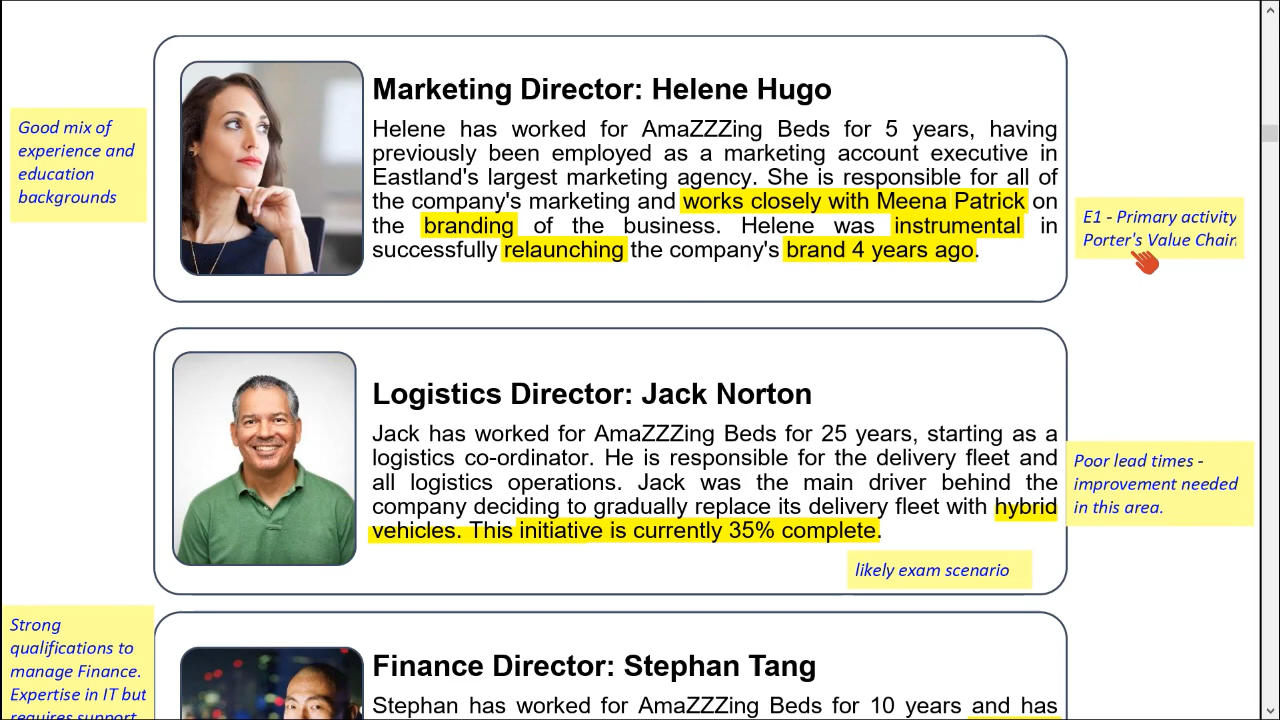 Marketing Director: Helene Hugo
Helene has worked for AmaZZZing Beds for 5 years, having
previously been employed as a marketing account executive in
Eastland's largest marketing agency. She is responsible for all of
the company's marketing and works closely with Meena Patrick on
the branding of the business. Helene was instrumental in
successfully relaunching the company's brand 4 years ago.
Good mix of
experience and
education
backgrounds
E1 - Primary activity
Porter's Value Chain
Logistics Director: Jack Norton
Jack has worked for AmaZZZing Beds for 25 years, starting as a
logistics co-ordinator. He is responsible for the delivery fleet and
all logistics operations. Jack was the main driver behind the
company deciding to gradually replace its delivery fleet with hybrid
vehicles. This initiative is currently 35% complete.
Poor lead times -
improvement needed
in this area.
likely exam scenario
Strong
qualifications to
manage Finance.
Expertise in IT but
requires support
Finance Director: Stephan Tang
Stephan has worked for AmaZZZing Beds for 10 years and has